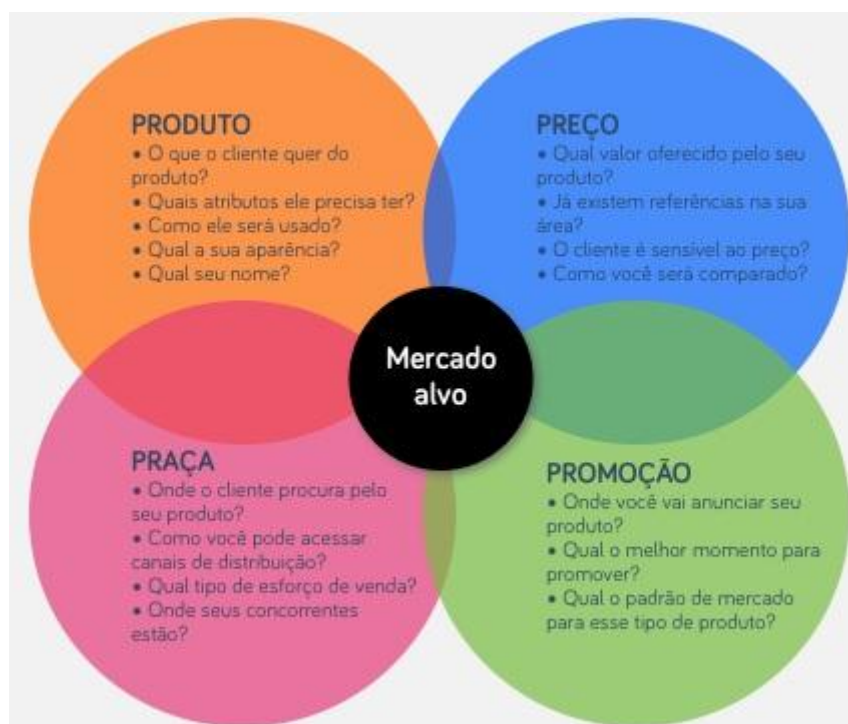 PRODUTO
• O que o cliente quer do
produto?
• Quais atributos ele precisa ter?
• Como ele será usado?
• Qual a sua aparência?
• Qual seu nome?
PREÇO
• Qual valor oferecido pelo seu
produto?
• Já existem referências na sua
área?
• O cliente é sensível ao preço?
• Como você será comparado?
Mercado
alvo
PRAÇA
• Onde o cliente procura pelo
seu produto?
• Como você pode acessar
canais de distribuição?
• Qual tipo de esforço de venda?
• Onde seus concorrentes
estão?
PROMOÇÃO
• Onde você vai anunciar seu
produto?
• Qual o melhor momento para
promover?
• Qual o padrão de mercado
para esse tipo de produto?